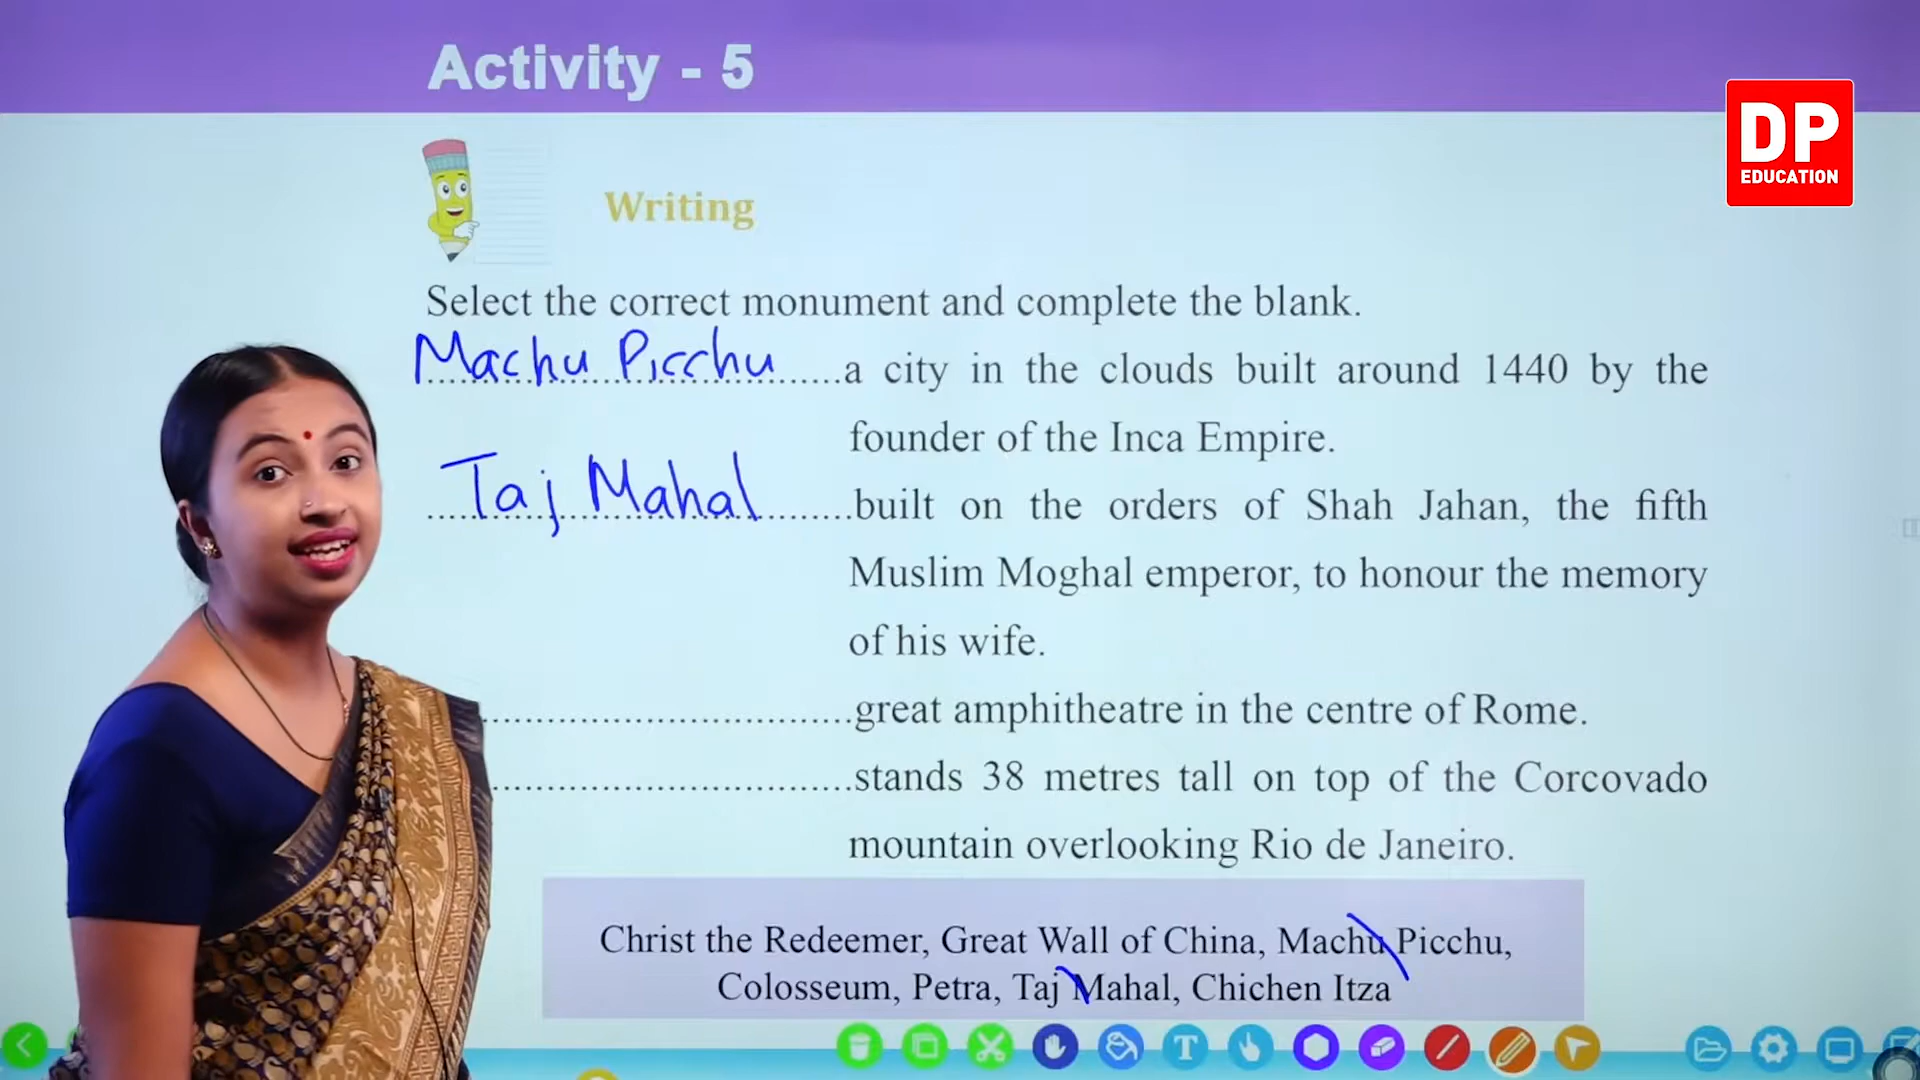 Activity - 5
DP
EDUCATION
Writing
Select the correct monument and complete the blank.
Machu Picchu ........a city in the clouds built around 1440 by the
founder of the Inca Empire.
Taj Mahal ........built on the orders of Shah Jahan, the fifth
Muslim Moghal emperor, to honour the memory
of his wife.
........great amphitheatre in the centre of Rome.
........stands 38 metres tall on top of the Corcovado
mountain overlooking Rio de Janeiro.
Christ the Redeemer, Great Wall of China, Machu Picchu,
Colosseum, Petra, Taj Mahal, Chichen Itza
T